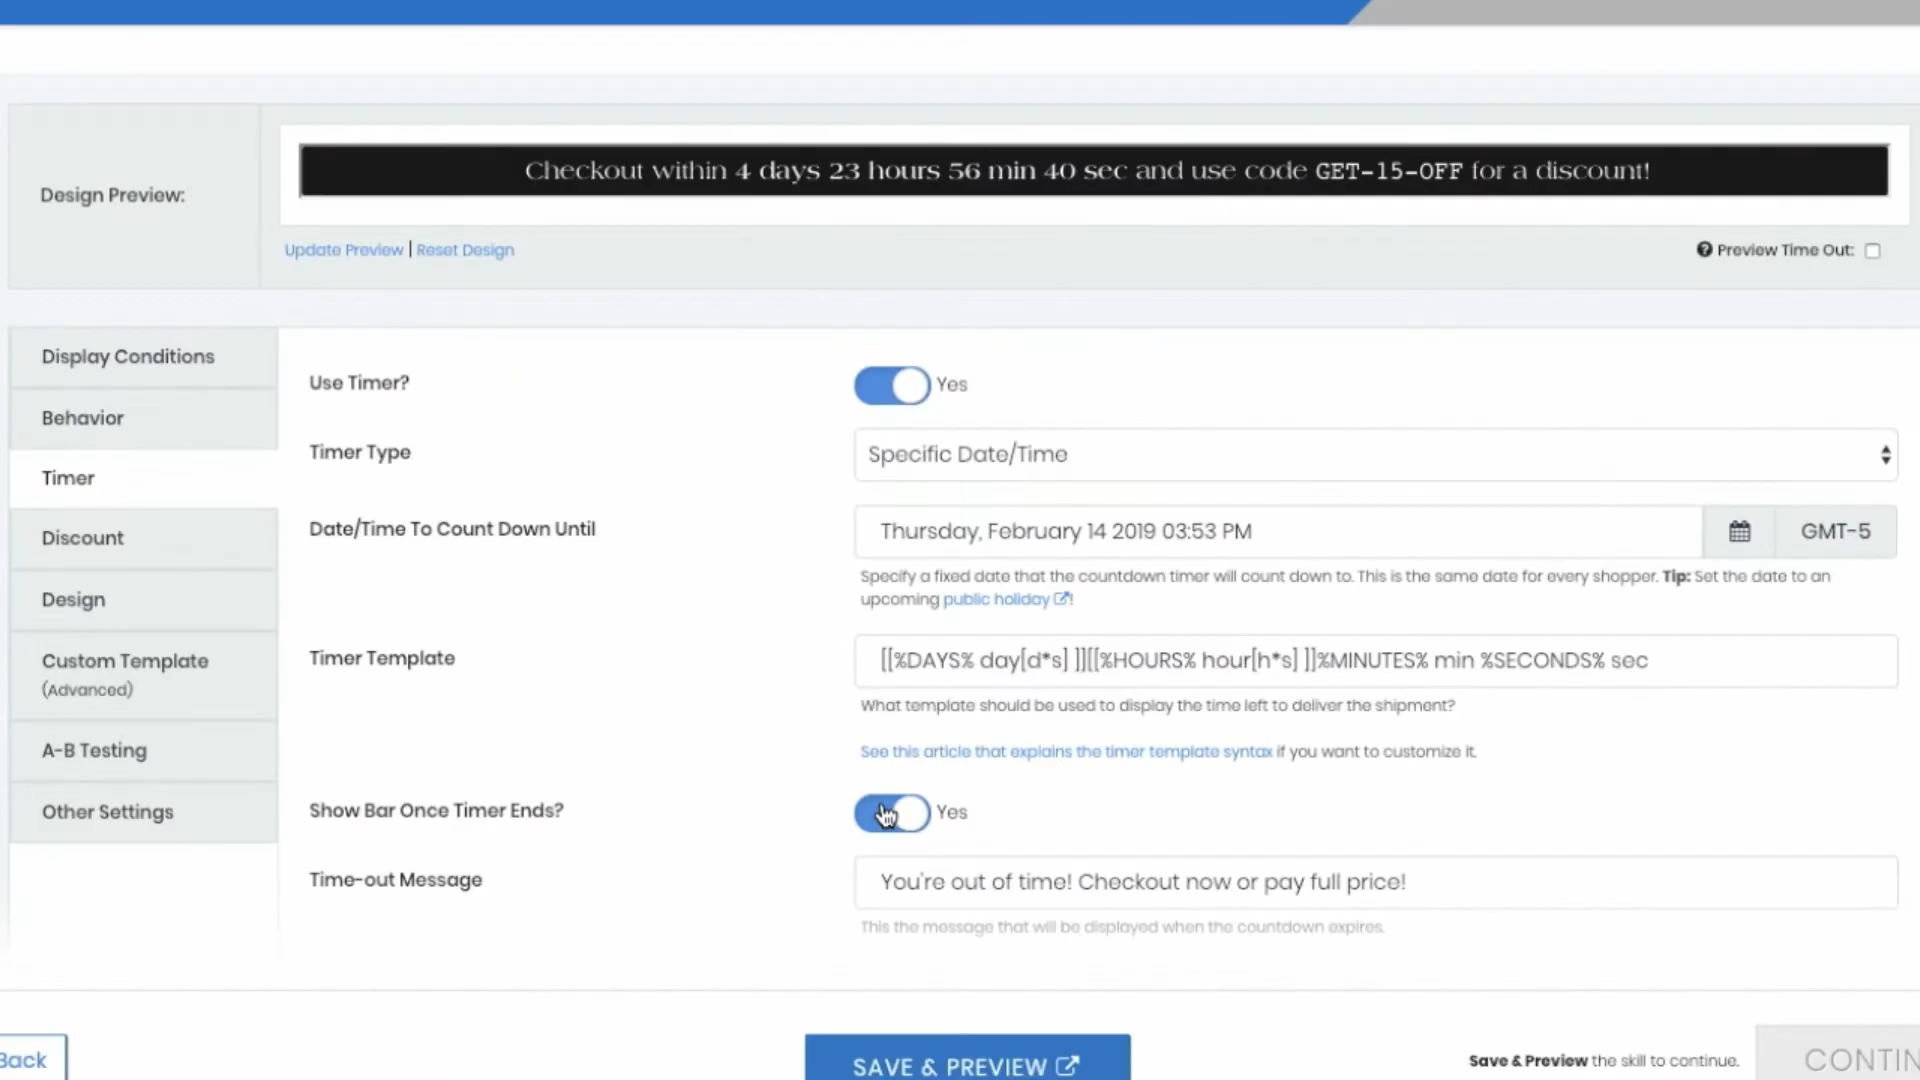 Design Preview:
Checkout within 4 days 23 hours 56 min 40 sec and use code GET-15-OFF for a discount!
Update Preview | Reset Design
Preview Time Out:
Display Conditions
Behavior
Timer
Discount
Design
Custom Template
(Advanced)
A-B Testing
Other Settings
Use Timer?
Yes
Timer Type
Specific Date/Time
Date/Time To Count Down Until
Thursday, February 14 2019 03:53 PM
GMT-5
Specify a fixed date that the countdown timer will count down to. This is the same date for every shopper. Tip: Set the date to an
upcoming public holiday !
Timer Template
[[%DAYS% day[d*s] ]][[%HOURS% hour[h*s] ]]%MINUTES% min %SECONDS% sec
What template should be used to display the time left to deliver the shipment?
See this article that explains the timer template syntax if you want to customize it.
Show Bar Once Timer Ends?
Yes
Time-out Message
You're out of time! Checkout now or pay full price!
This the message that will be displayed when the countdown expires.
Back
SAVE & PREVIEW
Save & Preview the skill to continue.
CONTIN